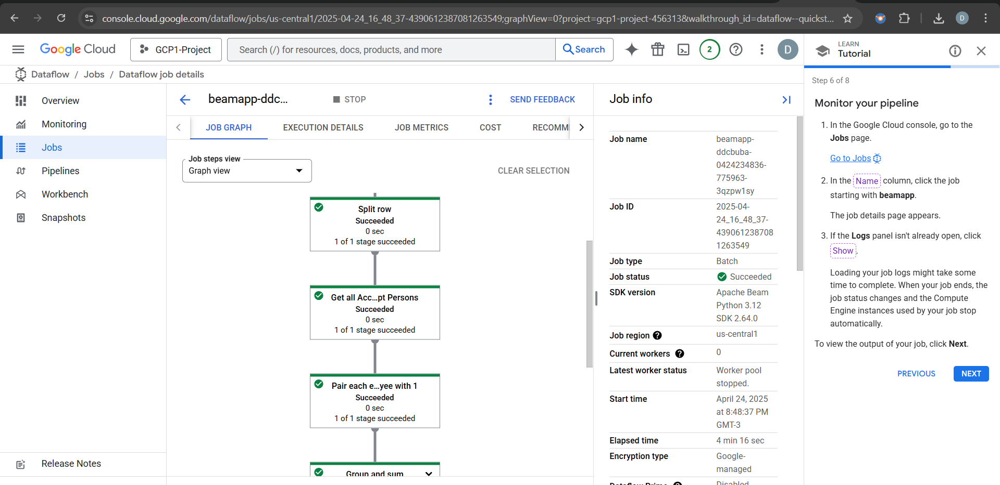 console.cloud.google.com/dataflow/jobs/us-central1/2025-04-24_16_48_37-4390612387081263549;graphView=0?project=gcp1-project-456313&walkthrough_id=dataflow--quickst...
D
Google Cloud
GCP1-Project
Search (/) for resources, docs, products, and more
Search
2
D
LEARN
Tutorial
Dataflow / Jobs / Dataflow job details
Overview
Monitoring
Jobs
Pipelines
Workbench
Snapshots
Release Notes
beamapp-ddc...
STOP
SEND FEEDBACK
JOB GRAPH
EXECUTION DETAILS
JOB METRICS
COST
RECOMM
Job steps view
Graph view
CLEAR SELECTION
Split row
Succeeded
0 sec
1 of 1 stage succeeded
Get all Acc...pt Persons
Succeeded
0 sec
1 of 1 stage succeeded
Pair each e...yee with 1
Succeeded
0 sec
1 of 1 stage succeeded
Group and sum
Job info
Job name
beamapp-
ddcbuba-
0424234836-
775963-
3qzpw1sy
Job ID
2025-04-
24_16_48_37-
439061238708
1263549
Job type
Batch
Job status
Succeeded
SDK version
Apache Beam
Python 3.12
SDK 2.64.0
Job region
us-central1
Current workers
0
Latest worker status
Worker pool
stopped.
Start time
April 24, 2025
at 8:48:37 PM
GMT-3
Elapsed time
4 min 16 sec
Encryption type
Google-
managed
Dataflow Prime
Disabled
Step 6 of 8
Monitor your pipeline
1. In the Google Cloud console, go to the
Jobs page.
Go to Jobs
2. In the Name column, click the job
starting with beamapp.
The job details page appears.
3. If the Logs panel isn't already open, click
Show.
Loading your job logs might take some
time to complete. When your job ends, the
job status changes and the Compute
Engine instances used by your job stop
automatically.
To view the output of your job, click Next.
PREVIOUS
NEXT